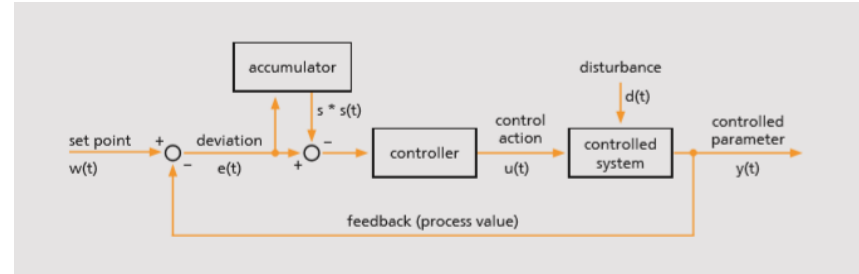 accumulator
disturbance
d(t)
s * s(t)
−
set point
w(t)
+
−
deviation
e(t)
+
controller
control
action
u(t)
controlled
system
controlled
parameter
y(t)
feedback (process value)